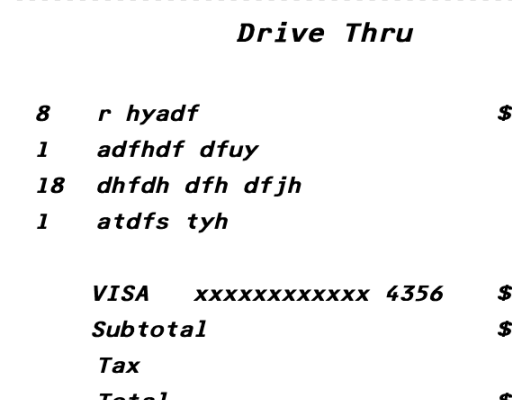 Drive Thru
8 r hyadf $
1 adfhdf dfuy
18 dhfdh dfh dfjh
1 atdfs tyh
VISA xxxxxxxxxxxx 4356 $
Subtotal $
Tax
Total $